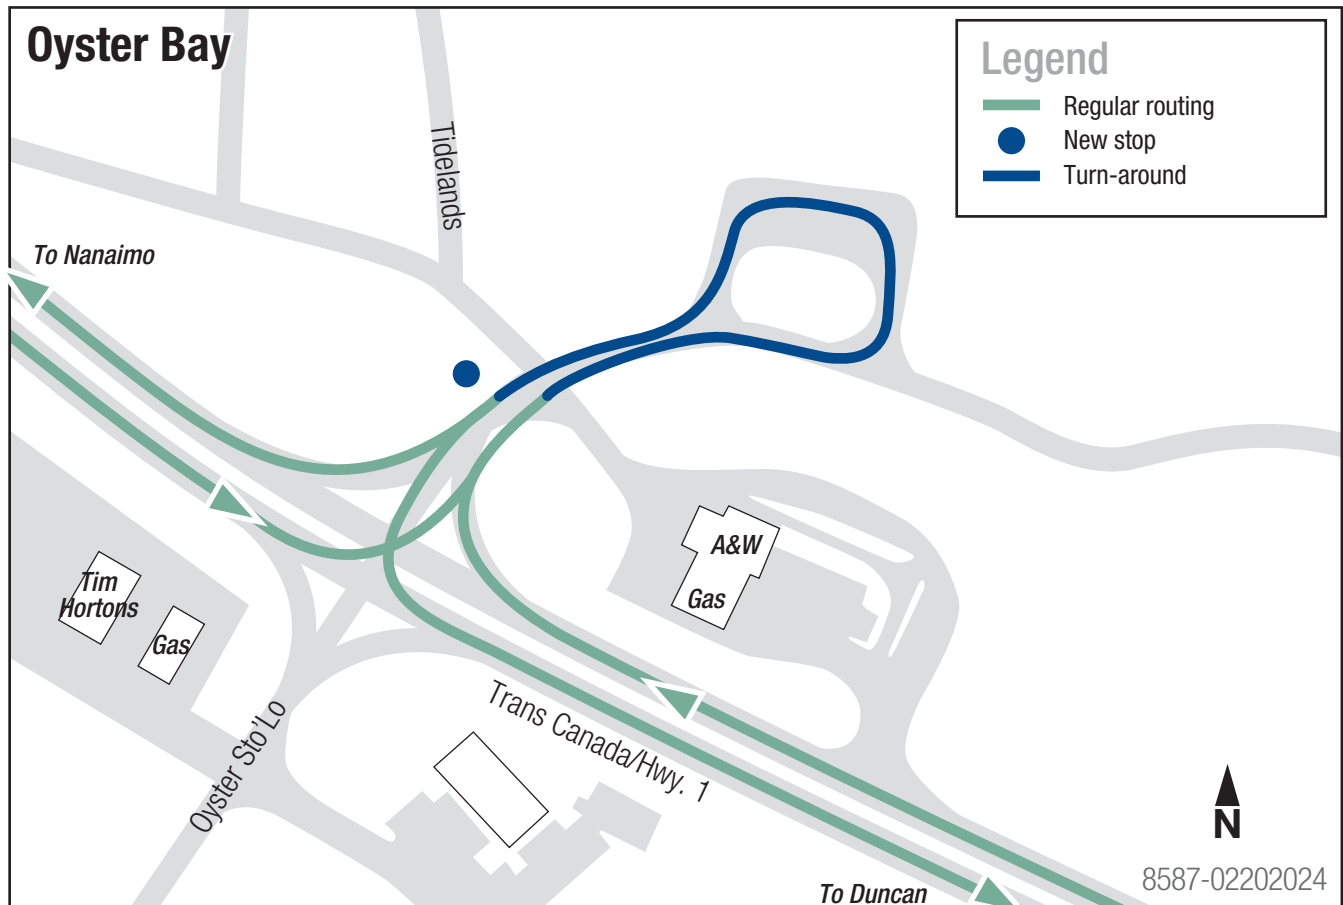 Oyster Bay
Legend
Regular routing
New stop
Turn-around
Tidelands
To Nanaimo
A&W
Gas
Tim
Hortons
Gas
Oyster Sto'Lo
Trans Canada/Hwy. 1
N
8587-02202024
To Duncan